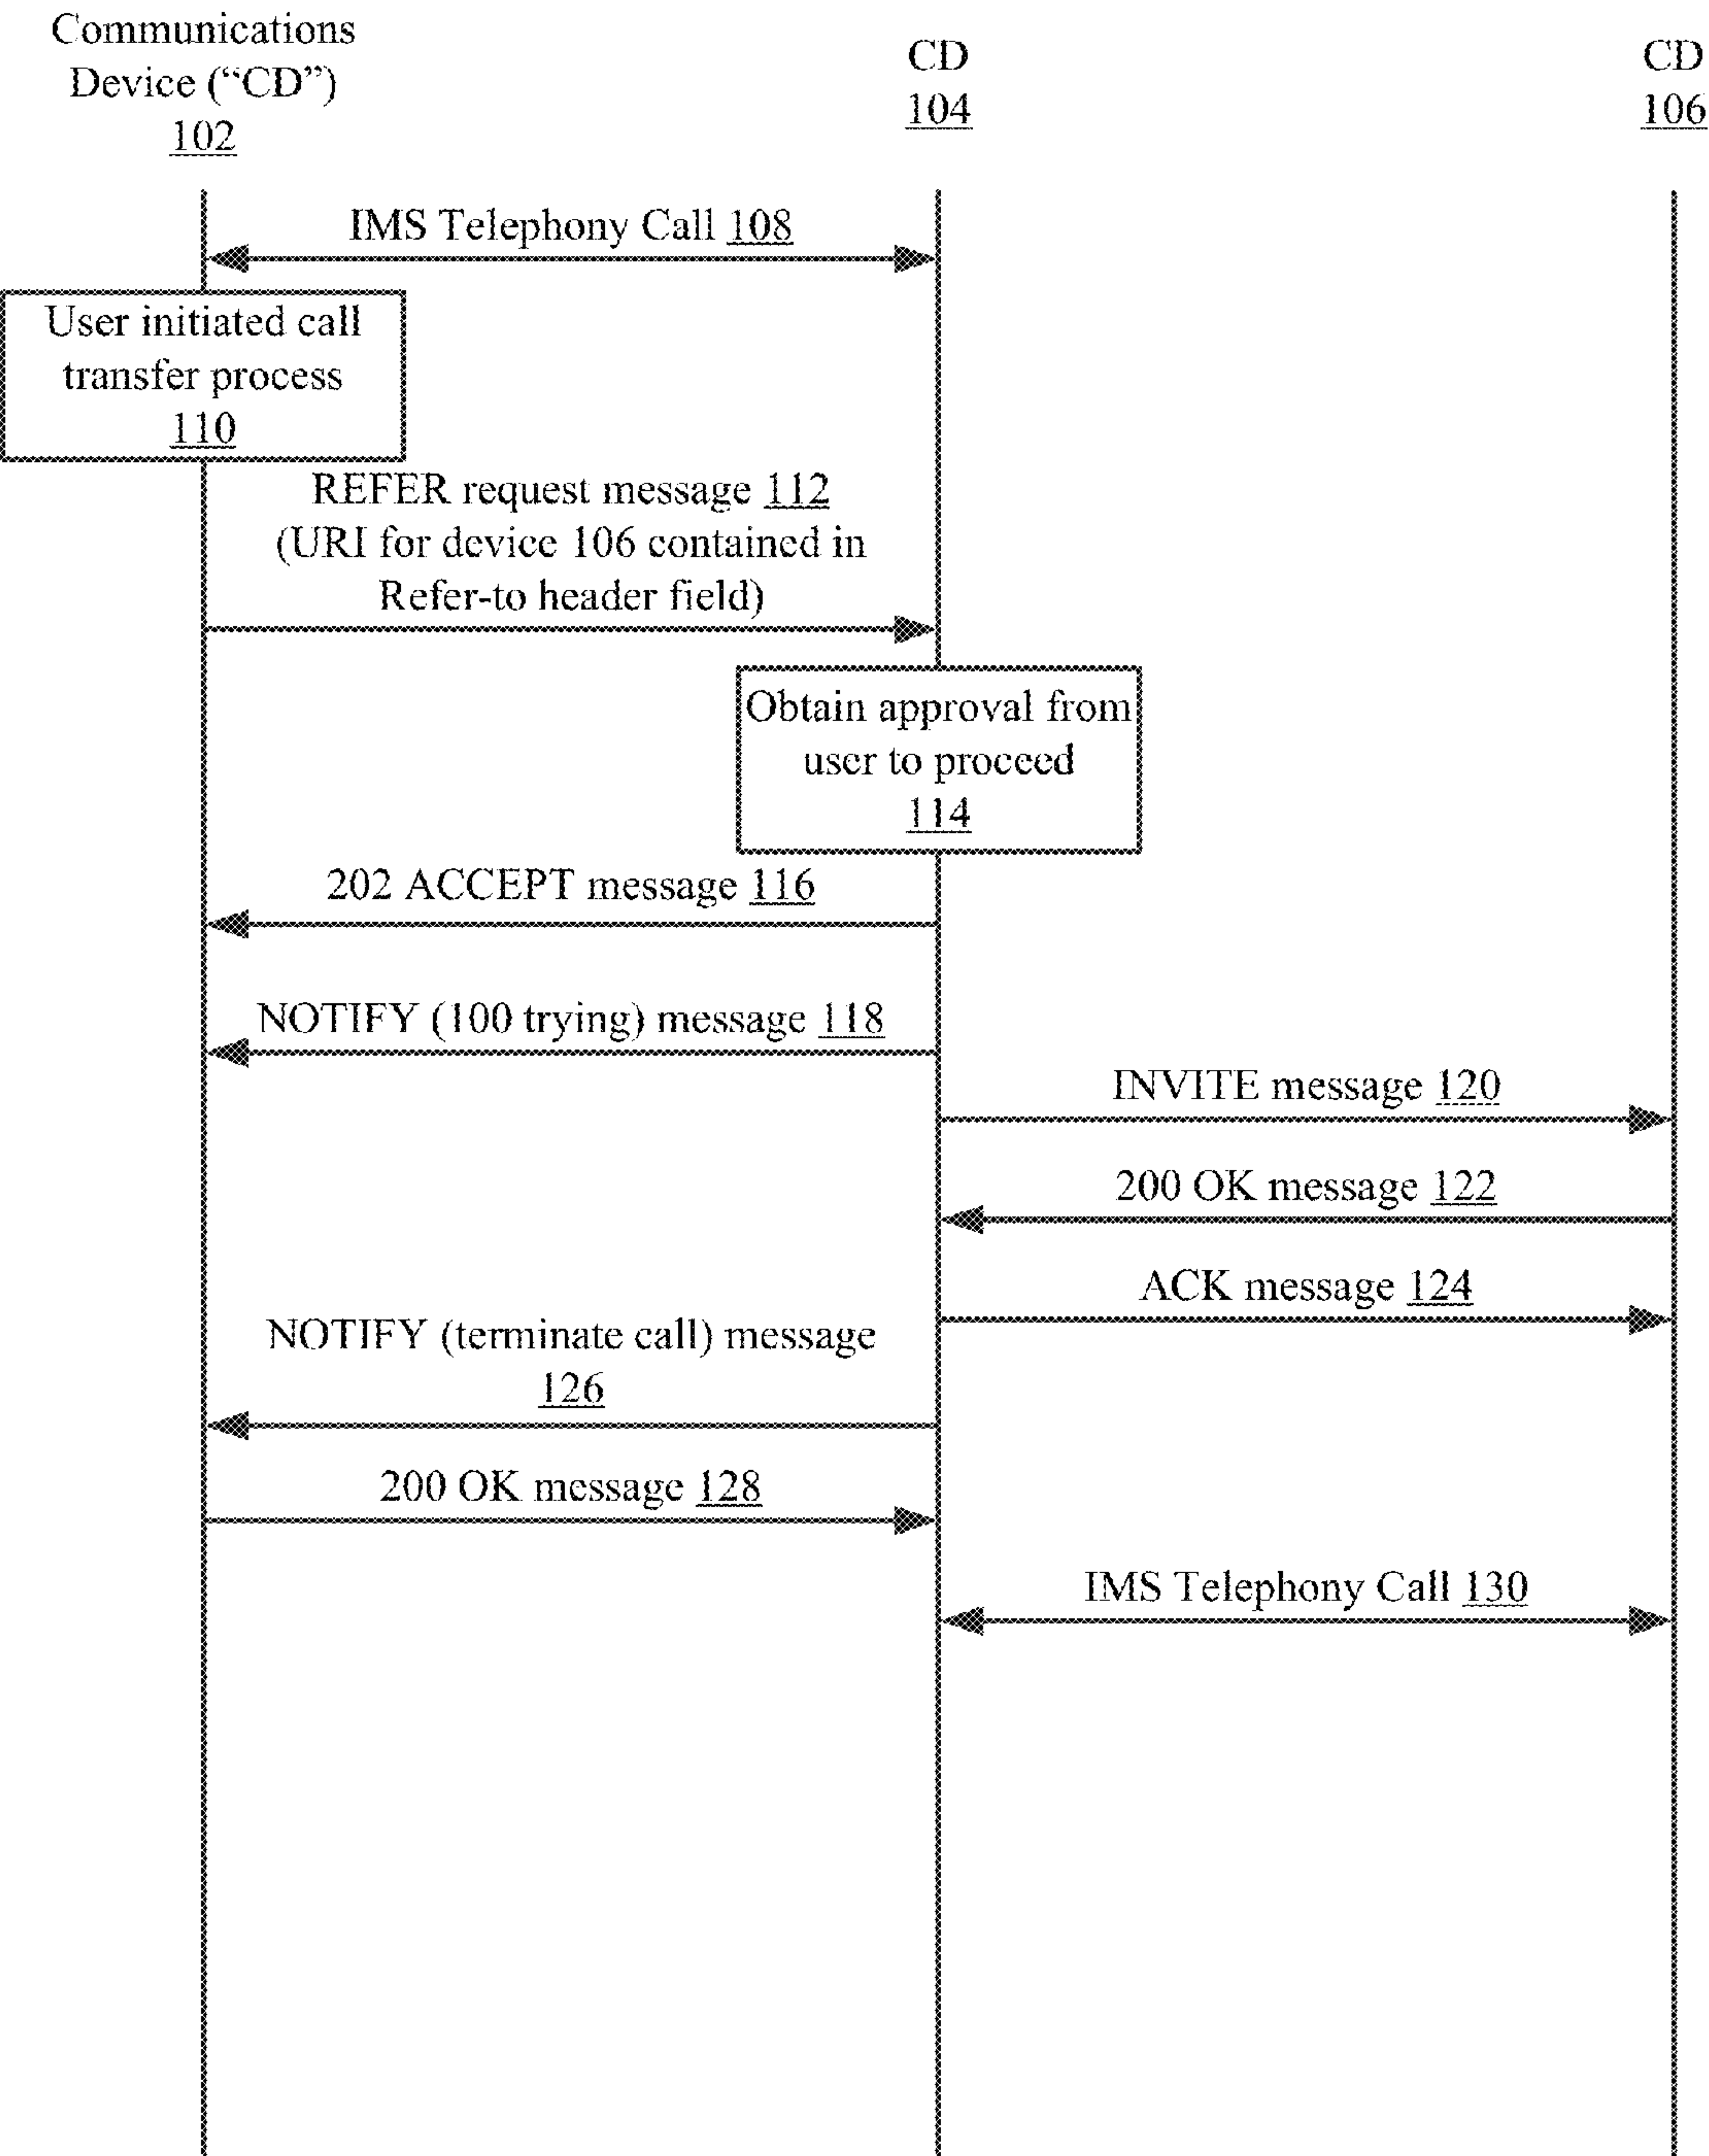 Communications
Device (“CD”)
102
CD
104
CD
106
IMS Telephony Call 108
User initiated call
transfer process
110
REFER request message 112
(URI for device 106 contained in
Refer-to header field)
Obtain approval from
user to proceed
114
202 ACCEPT message 116
NOTIFY (100 trying) message 118
INVITE message 120
200 OK message 122
ACK message 124
NOTIFY (terminate call) message
126
200 OK message 128
IMS Telephony Call 130